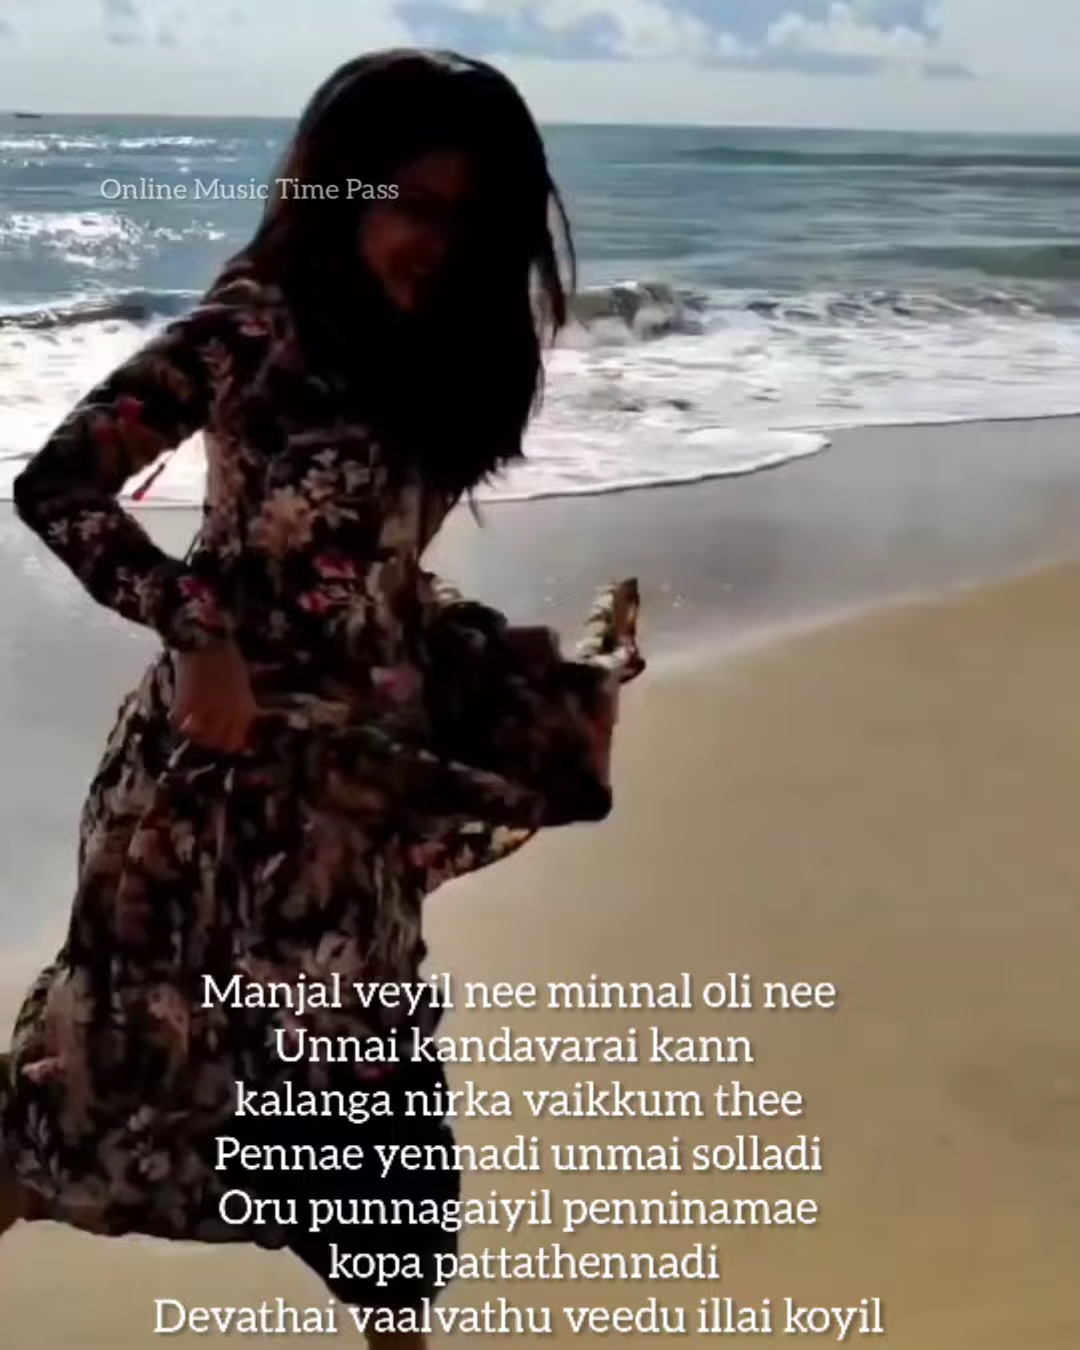 Online Music Time Pass
Manjal veyil nee minnal oli nee
Unnai kandavarai kann
kalanga nirka vaikkum thee
Pennae yennadi unmai solladi
Oru punnagaiyil penninamae
kopa pattathennadi
Devathai vaalvathu veedu illai koyil